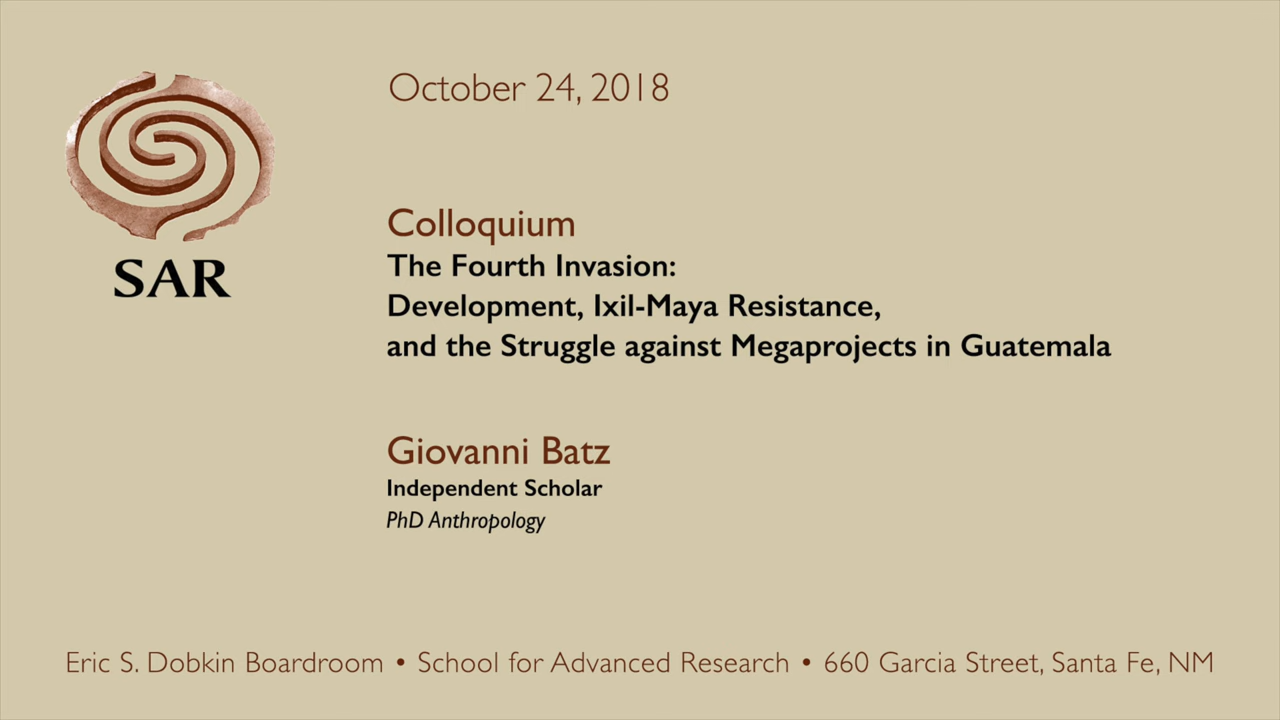 SAR
October 24, 2018
Colloquium
The Fourth Invasion:
Development, Ixil-Maya Resistance,
and the Struggle against Megaprojects in Guatemala
Giovanni Batz
Independent Scholar
PhD Anthropology
Eric S. Dobkin Boardroom • School for Advanced Research • 660 Garcia Street, Santa Fe, NM